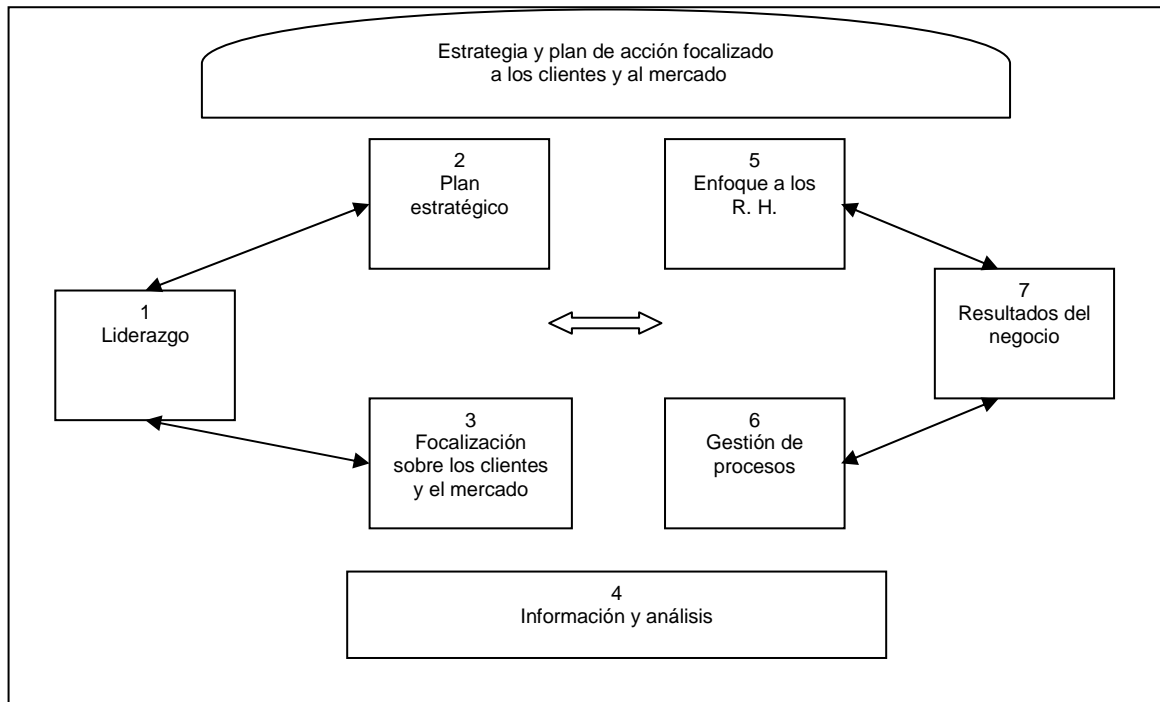 Estrategia y plan de acción focalizado
a los clientes y al mercado
2
Plan
estratégico
5
Enfoque a los
R. H.
1
Liderazgo
7
Resultados del
negocio
3
Focalización
sobre los clientes
y el mercado
6
Gestión de
procesos
4
Información y análisis